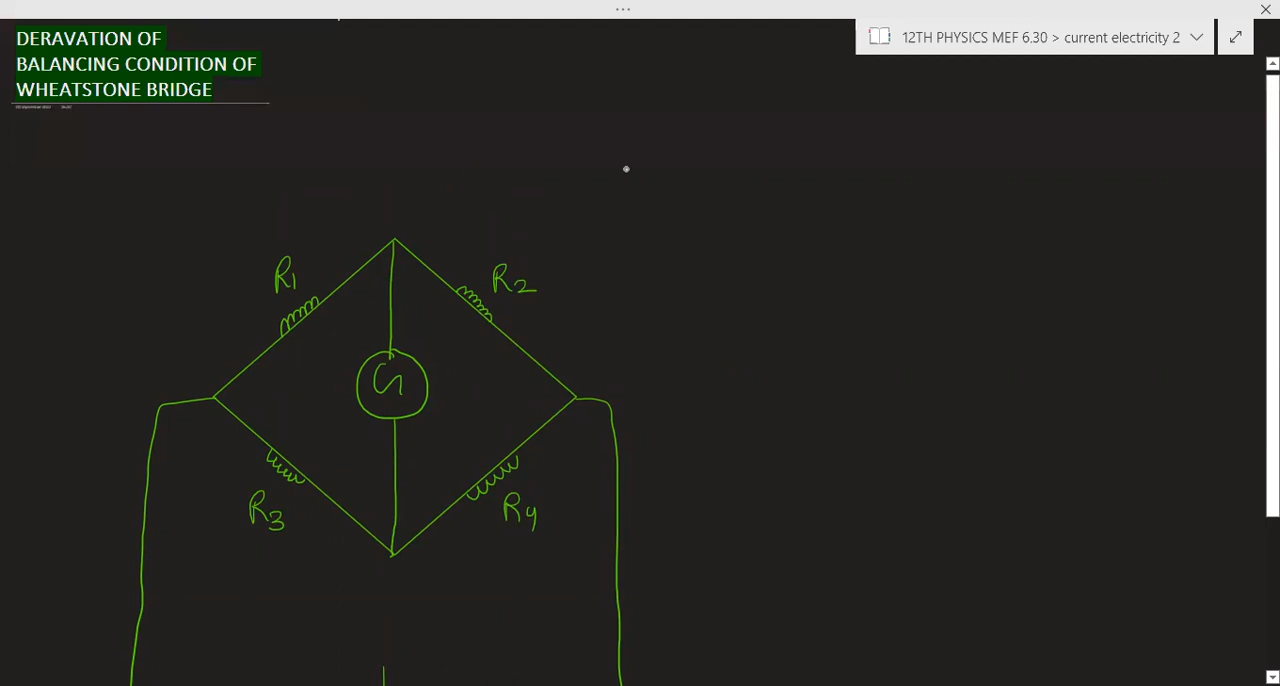 DERAVATION OF
BALANCING CONDITION OF
WHEATSTONE BRIDGE
12TH PHYSICS MEF 6.30 > current electricity 2
R1
R2
G
R3
R4